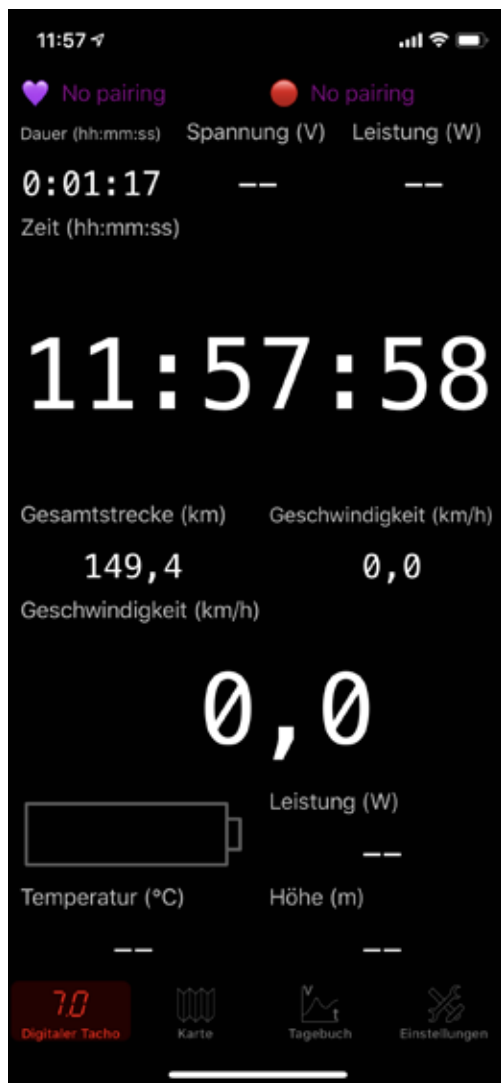 11:57
No pairing No pairing
Dauer (hh:mm:ss) Spannung (V) Leistung (W)
0:01:17 -- --
Zeit (hh:mm:ss)
11:57:58
Gesamtstrecke (km) Geschwindigkeit (km/h)
149,4 0,0
Geschwindigkeit (km/h)
0,0
Leistung (W)
--
Temperatur (°C) Höhe (m)
-- --
7.0 V t
Digitaler Tacho Karte Tagebuch Einstellungen